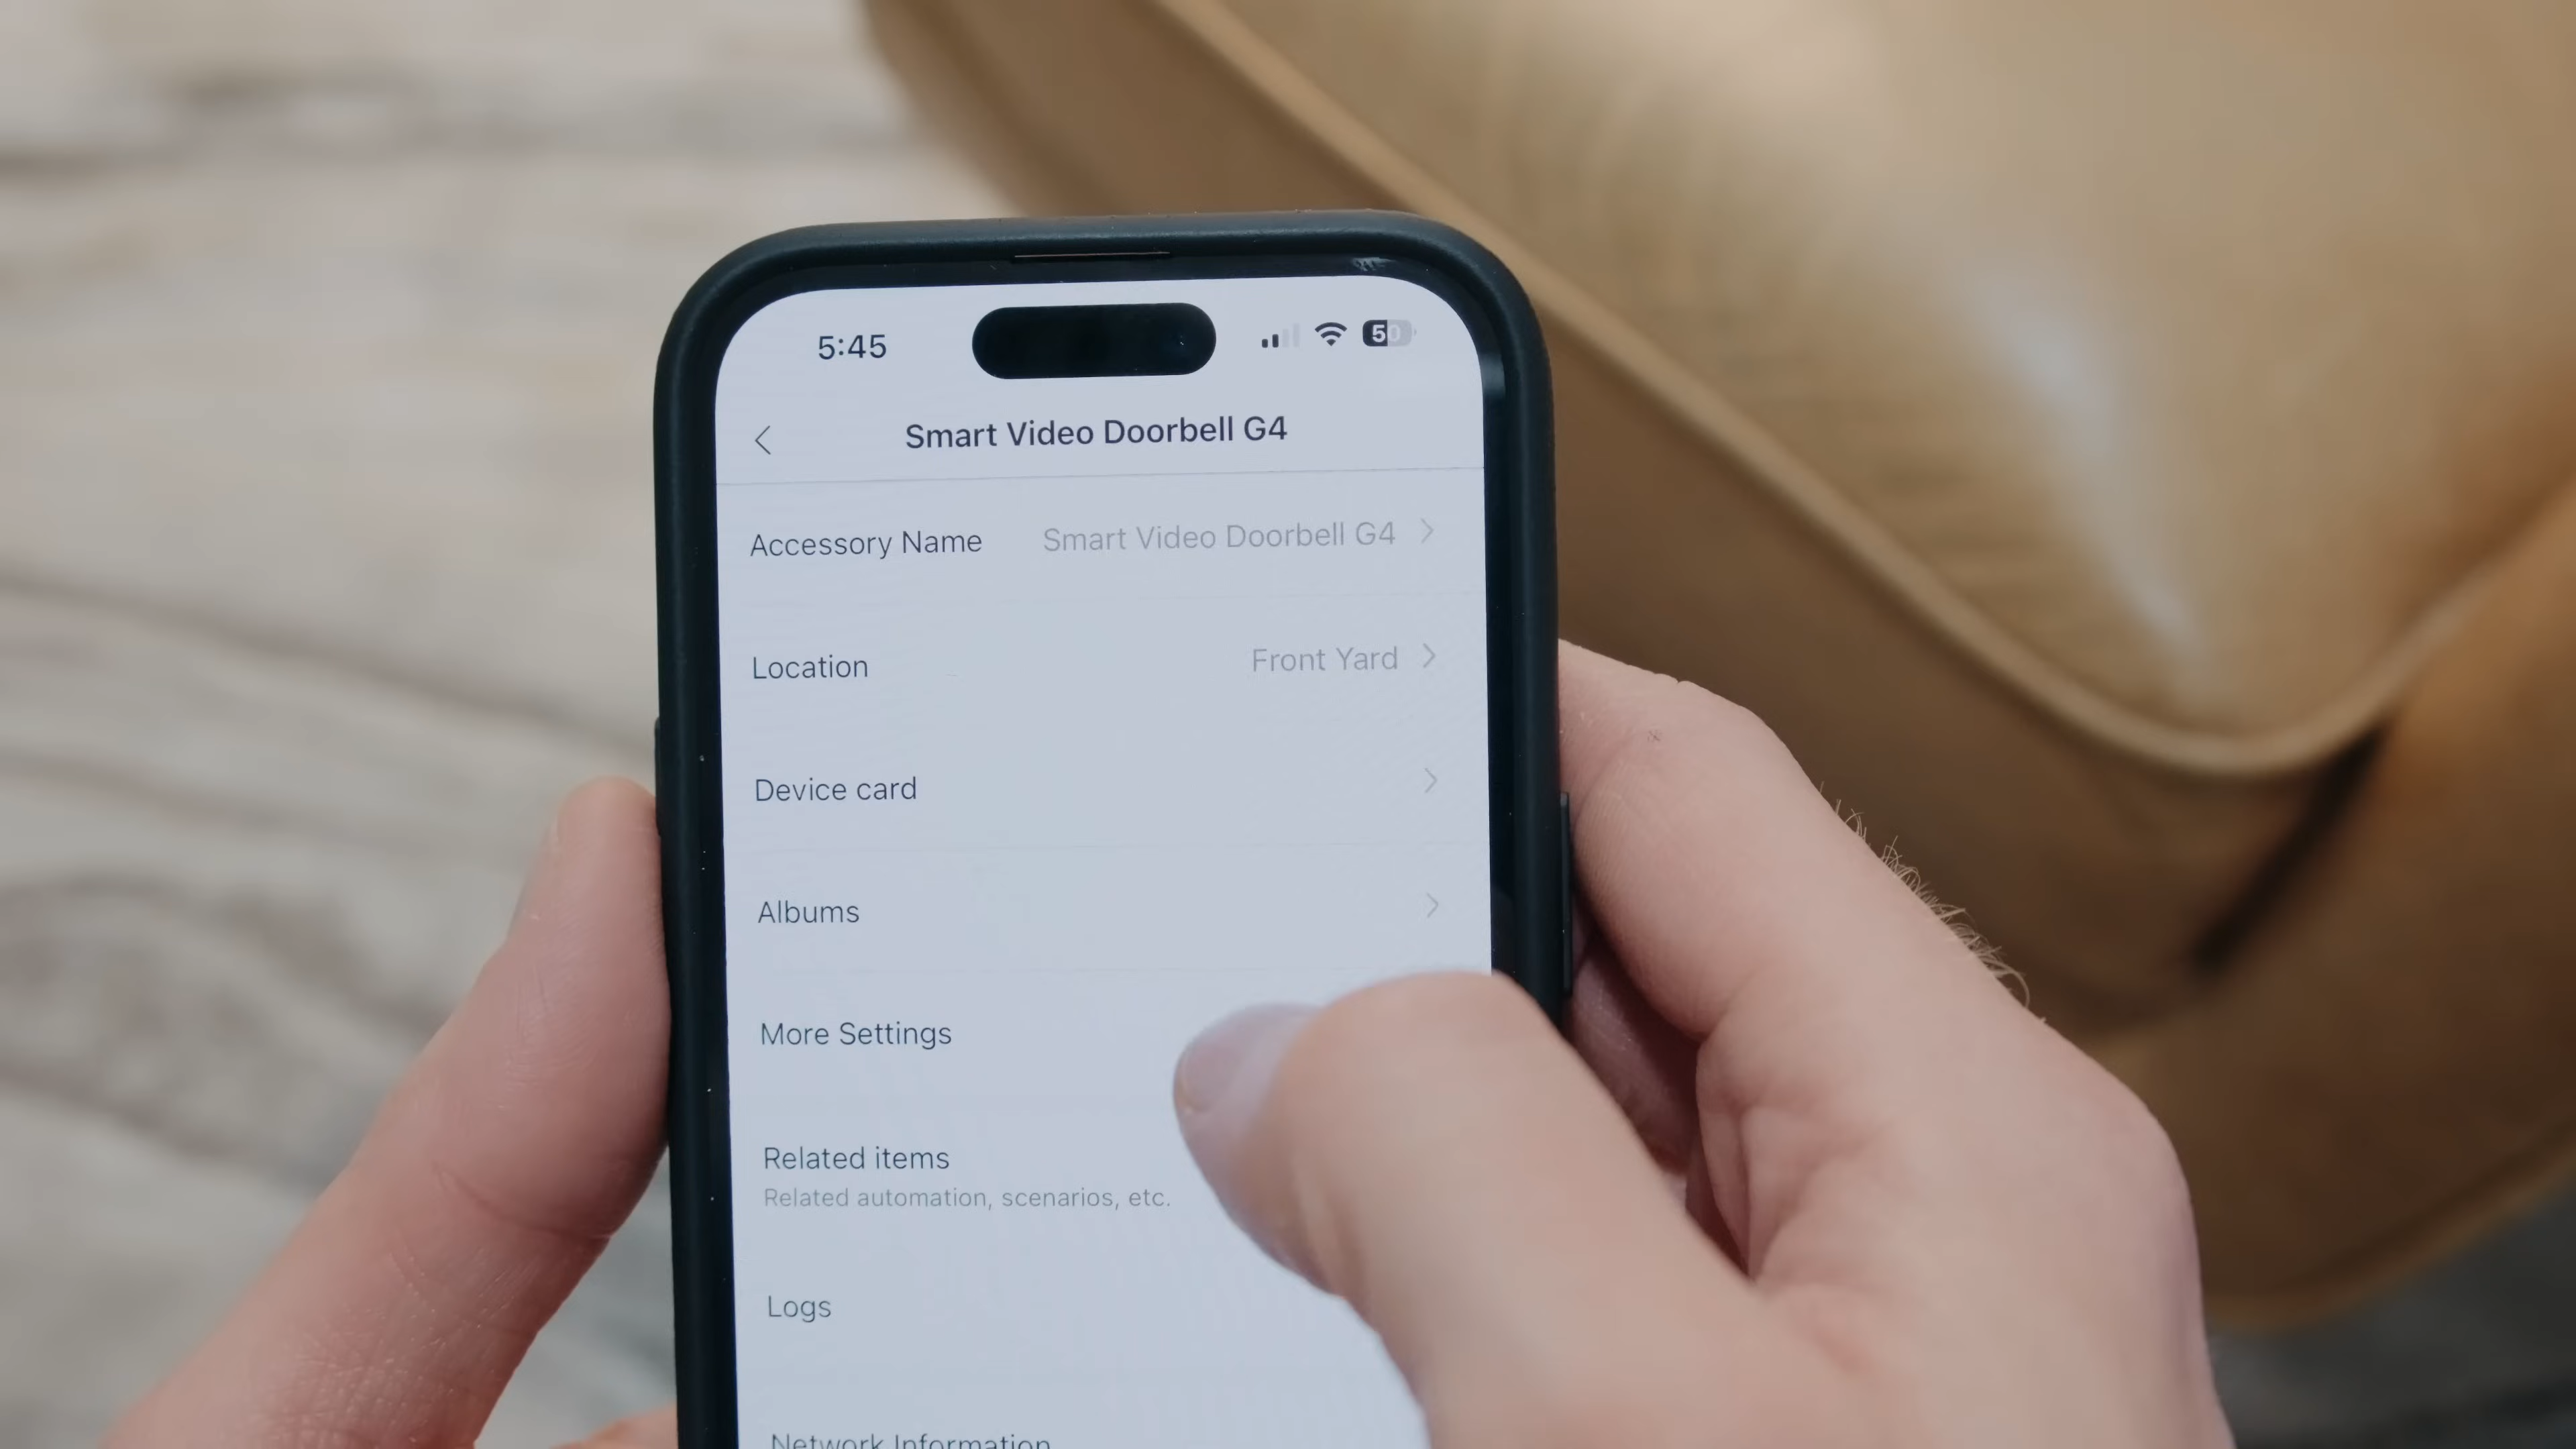 5:45
50
Smart Video Doorbell G4
Accessory Name Smart Video Doorbell G4
Location Front Yard
Device card
Albums
More Settings
Related items
Related automation, scenarios, etc.
Logs
Network Information